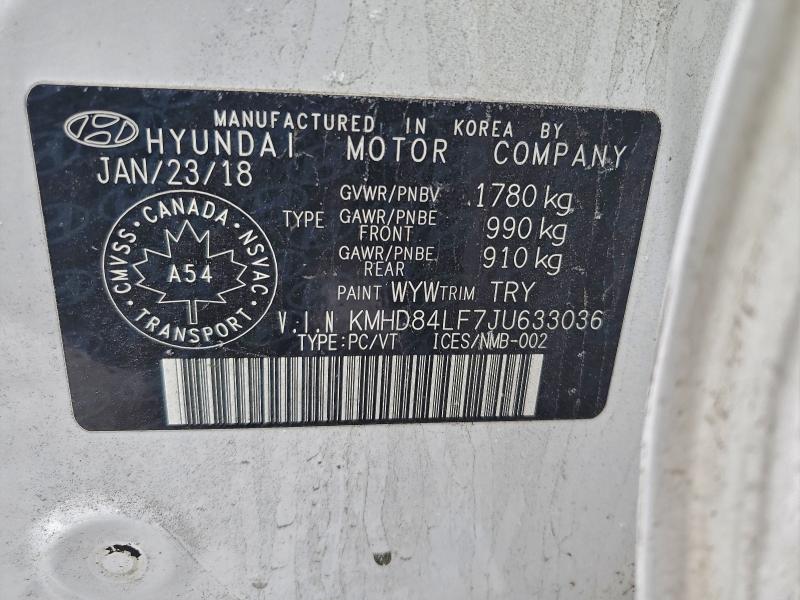 MANUFACTURED IN KOREA BY
HYUNDAI MOTOR COMPANY
JAN/23/18
GVWR/PNBV 1780 kg
TYPE GAWR/PNBE FRONT 990 kg
GAWR/PNBE REAR 910 kg
PAINT WYW TRIM TRY
CANADA
CMVSS · NSVAC
A54
TRANSPORT
V.I.N KMHD84LF7JU633036
TYPE:PC/VT ICES/NMB-002